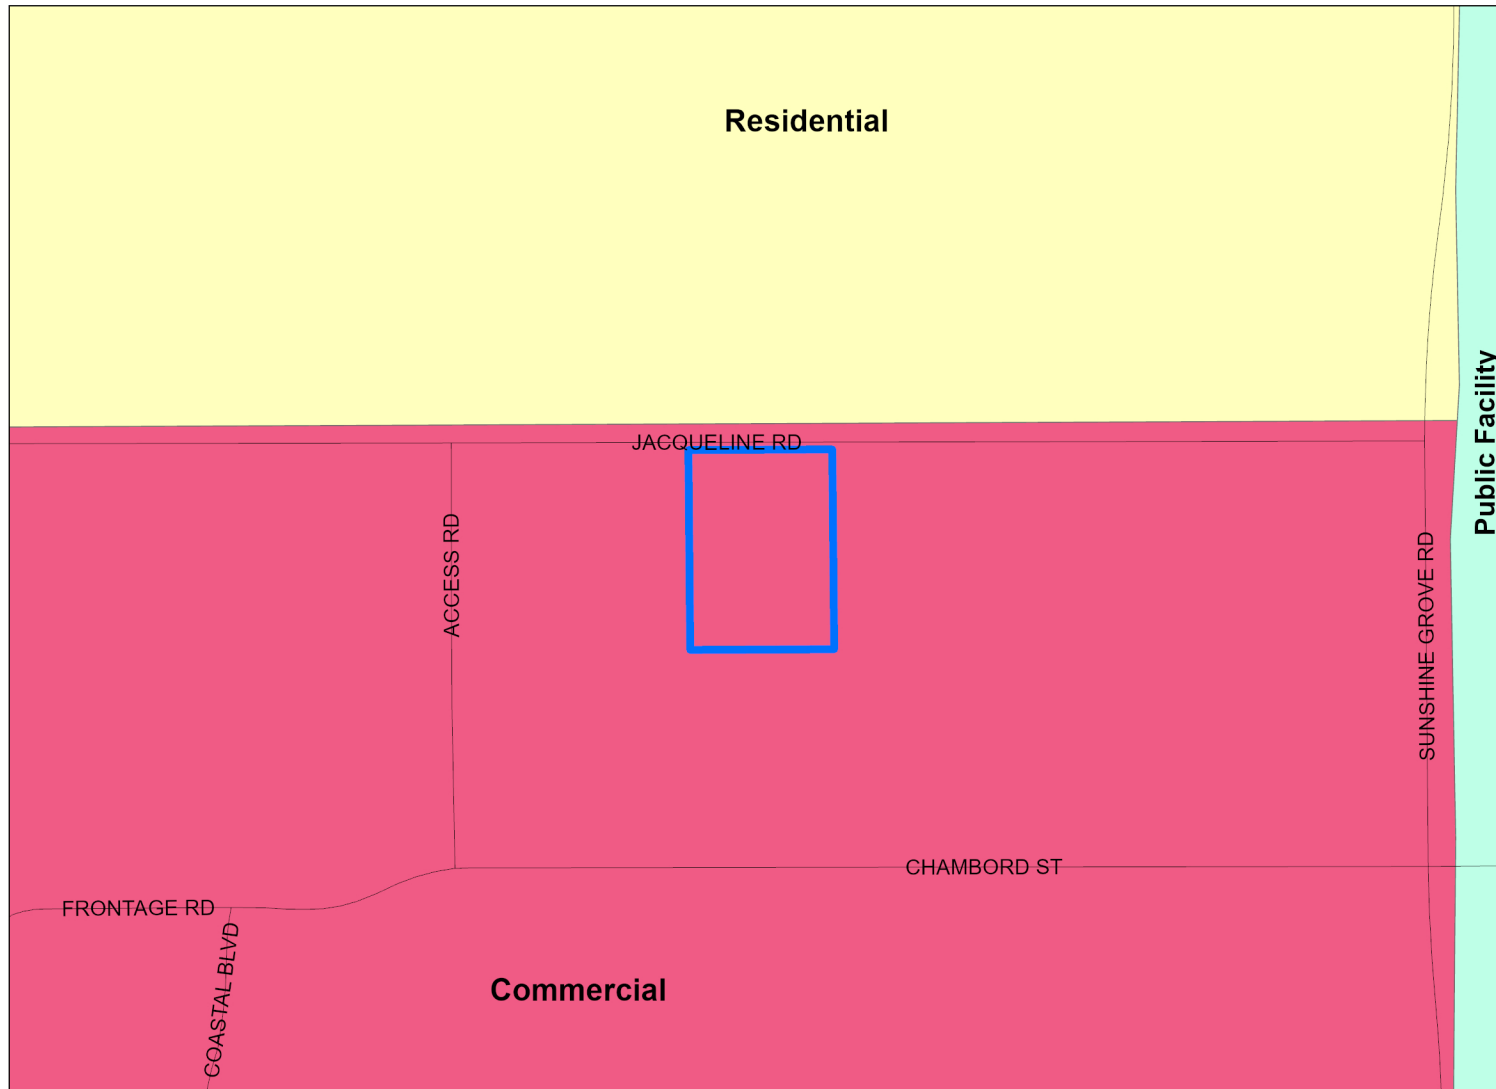 Residential
Public Facility
JACQUELINE RD
ACCESS RD
SUNSHINE GROVE RD
CHAMBORD ST
FRONTAGE RD
COASTAL BLVD
Commercial